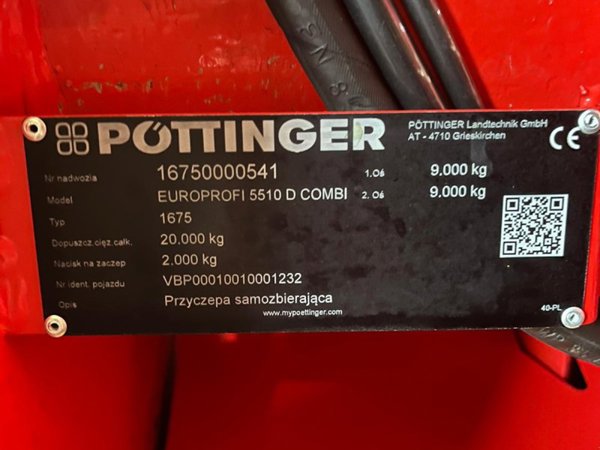 PÖTTINGER
PÖTTINGER Landtechnik GmbH
AT - 4710 Grieskirchen
CE
Nr nadwozia 16750000541 1.Oś 9.000 kg
Model EUROPROFI 5510 D COMBI 2.Oś 9.000 kg
Typ 1675
Dopuszcz.cięż.całk. 20.000 kg
Nacisk na zaczep 2.000 kg
Nr ident. pojazdu VBP00010010001232
Opis Przyczepa samozbierająca
www.mypoettinger.com
40-PL